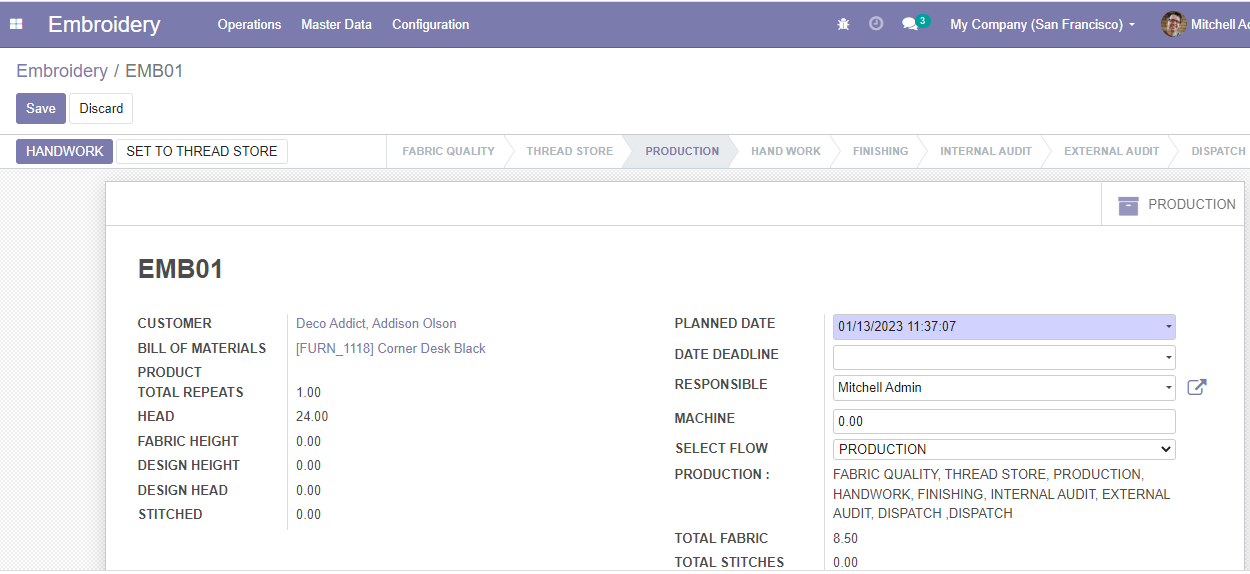 Embroidery Operations Master Data Configuration 3 My Company (San Francisco) Mitchell
Embroidery / EMB01
Save Discard
HANDWORK SET TO THREAD STORE FABRIC QUALITY THREAD STORE PRODUCTION HAND WORK FINISHING INTERNAL AUDIT EXTERNAL AUDIT DISPATCH
PRODUCTION
EMB01
CUSTOMER Deco Addict, Addison Olson
BILL OF MATERIALS [FURN_1118] Corner Desk Black
PRODUCT
TOTAL REPEATS 1.00
HEAD 24.00
FABRIC HEIGHT 0.00
DESIGN HEIGHT 0.00
DESIGN HEAD 0.00
STITCHED 0.00
PLANNED DATE 01/13/2023 11:37:07
DATE DEADLINE
RESPONSIBLE Mitchell Admin
MACHINE 0.00
SELECT FLOW PRODUCTION
PRODUCTION : FABRIC QUALITY, THREAD STORE, PRODUCTION,
HANDWORK, FINISHING, INTERNAL AUDIT, EXTERNAL
AUDIT, DISPATCH ,DISPATCH
TOTAL FABRIC 8.50
TOTAL STITCHES 0.00